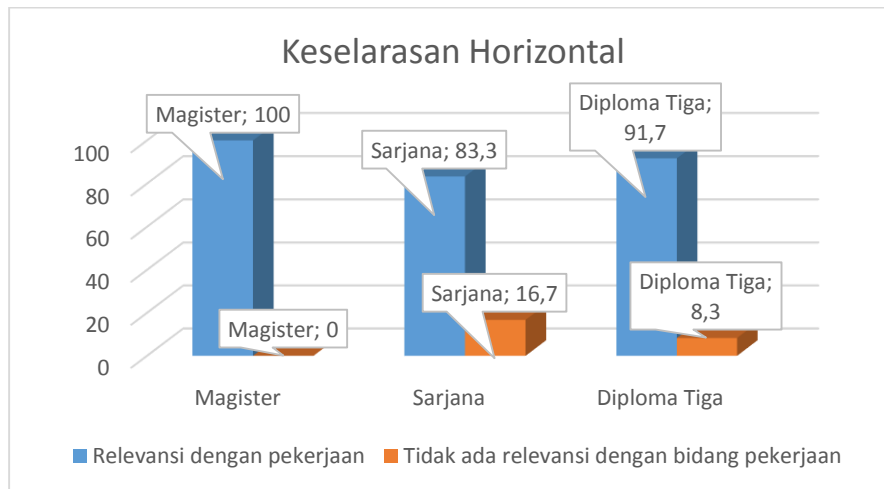 Keselarasan Horizontal
Magister; 100
Sarjana; 83,3
Diploma Tiga;
91,7
Magister; 0
Sarjana; 16,7
Diploma Tiga;
8,3
100
80
60
40
20
0
Magister
Sarjana
Diploma Tiga
Relevansi dengan pekerjaan
Tidak ada relevansi dengan bidang pekerjaan